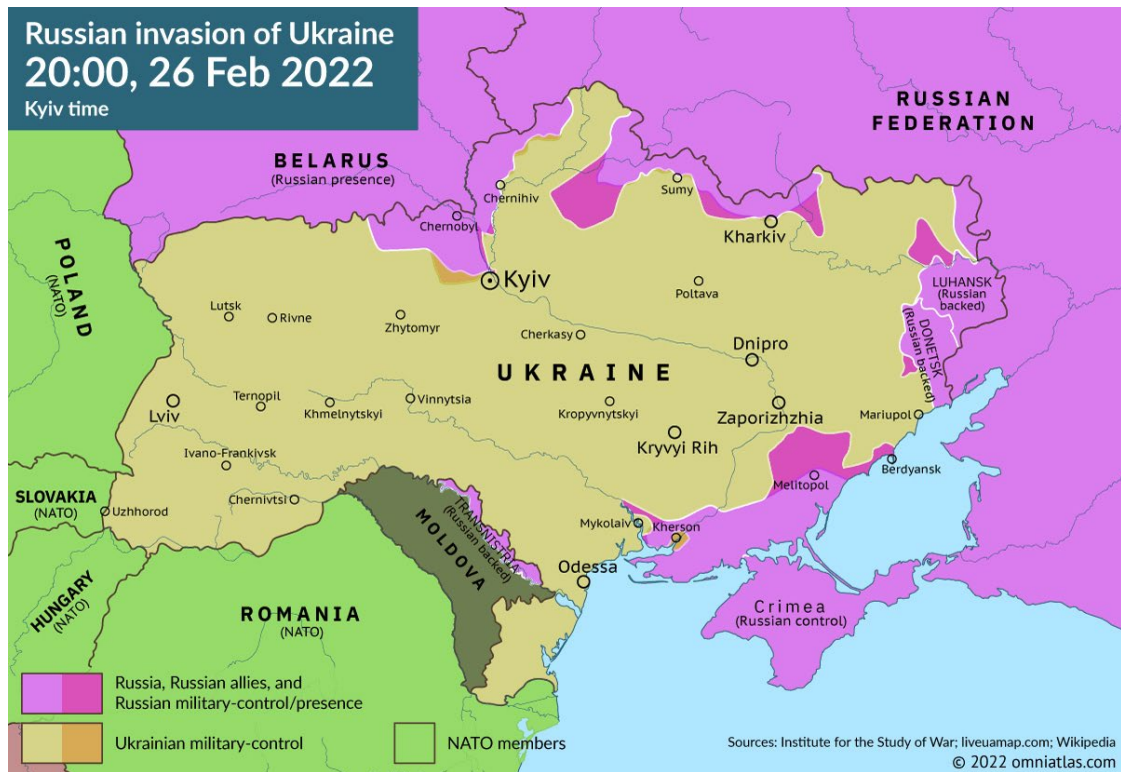 Russian invasion of Ukraine
20:00, 26 Feb 2022
Kyiv time
RUSSIAN
FEDERATION
BELARUS
(Russian presence)
Chernihiv
Sumy
Chernobyl
Kharkiv
POLAND
(NATO)
Kyiv
LUHANSK
(Russian
backed)
Poltava
Lutsk
Rivne
Zhytomyr
Cherkasy
DONETSK
(Russian
backed)
Dnipro
UKRAINE
Lviv
Ternopil
Khmelnytskyi
Vinnytsia
Kropyvnytskyi
Zaporizhzhia
Mariupol
Kryvyi Rih
Ivano-Frankivsk
Berdyansk
Melitopol
SLOVAKIA
(NATO)
Uzhhorod
Chernivtsi
TRANSNISTRIA
(Russian backed)
MOLDOVA
Mykolaiv
Kherson
Odessa
HUNGARY
(NATO)
ROMANIA
(NATO)
Crimea
(Russian control)
Russia, Russian allies, and
Russian military-control/presence
Ukrainian military-control
NATO members
Sources: Institute for the Study of War; liveuamap.com; Wikipedia
© 2022 omniatlas.com